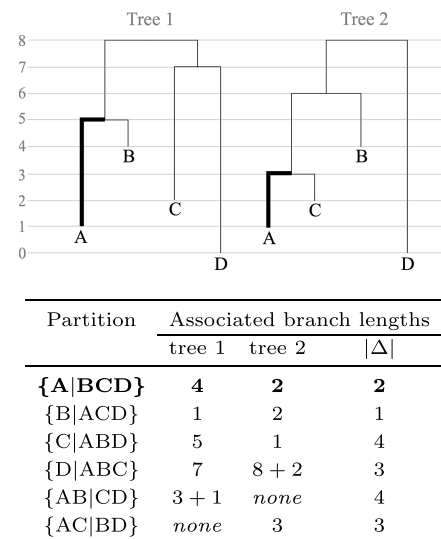 Tree 1 Tree 2
8
7
6
5
4
3
2
1
0
B B
C C
A A
D D
Partition Associated branch lengths
tree 1 tree 2 |Δ|
{A|BCD} 4 2 2
{B|ACD} 1 2 1
{C|ABD} 5 1 4
{D|ABC} 7 8 + 2 3
{AB|CD} 3 + 1 none 4
{AC|BD} none 3 3